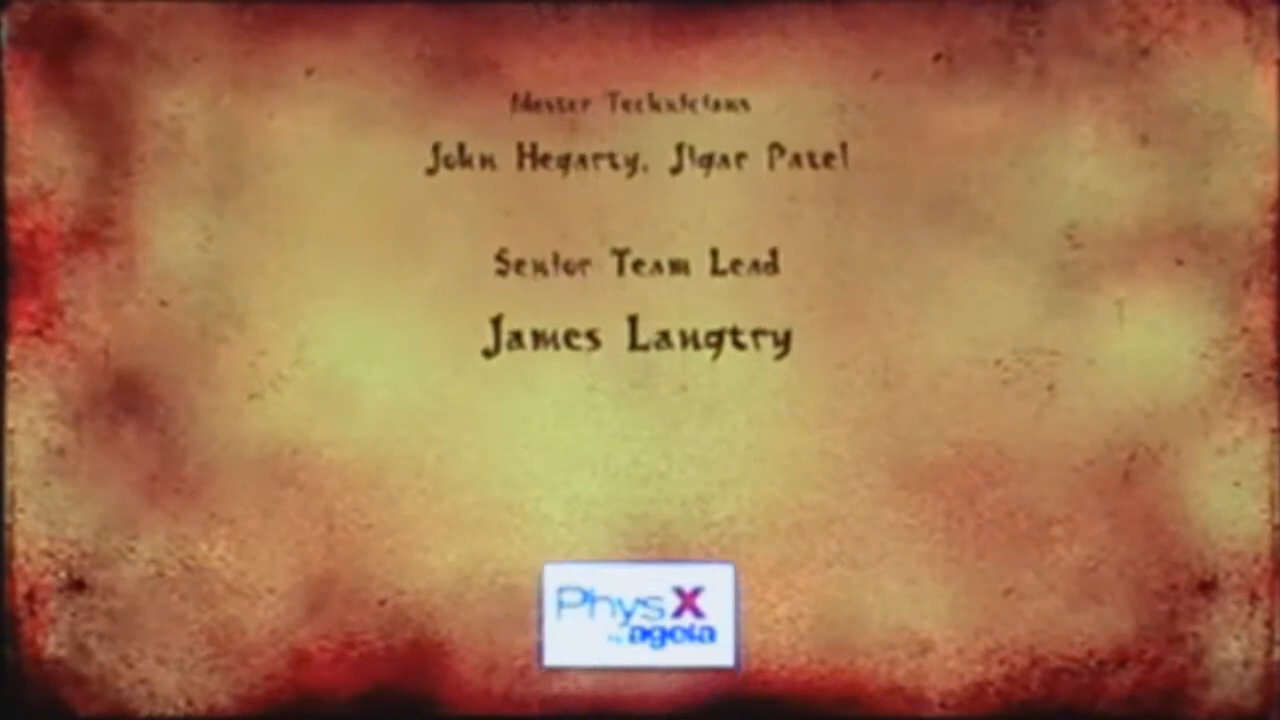 Master Technicians
John Hegarty, Jigar Patel
Senior Team Lead
James Langtry
PhysX
by ageia